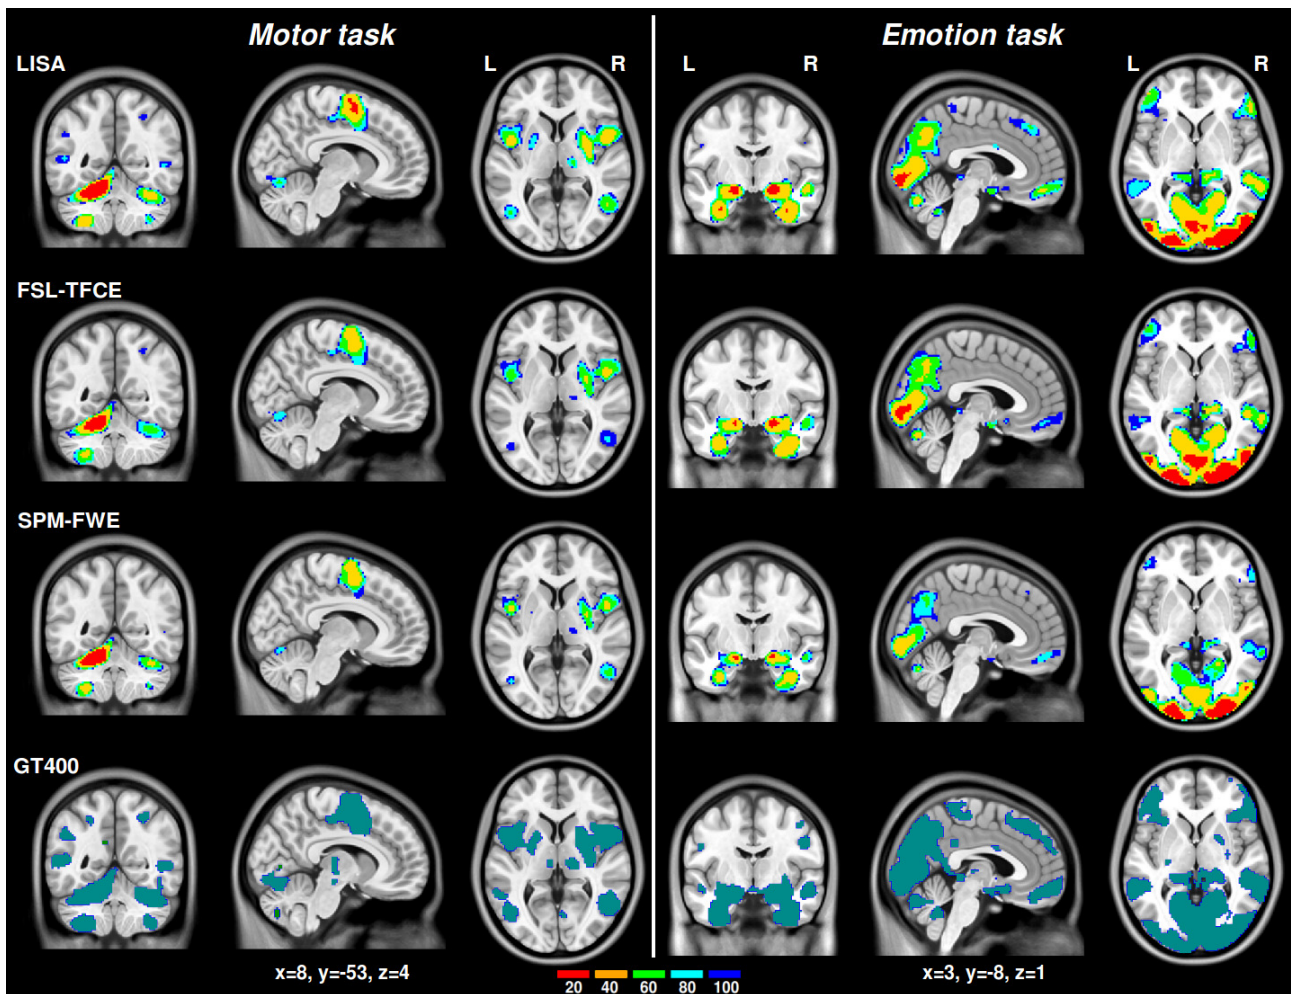 Motor task
Emotion task
LISA
L R
L R
L R
FSL-TFCE
SPM-FWE
GT400
x=8, y=-53, z=4
x=3, y=-8, z=1
20 40 60 80 100